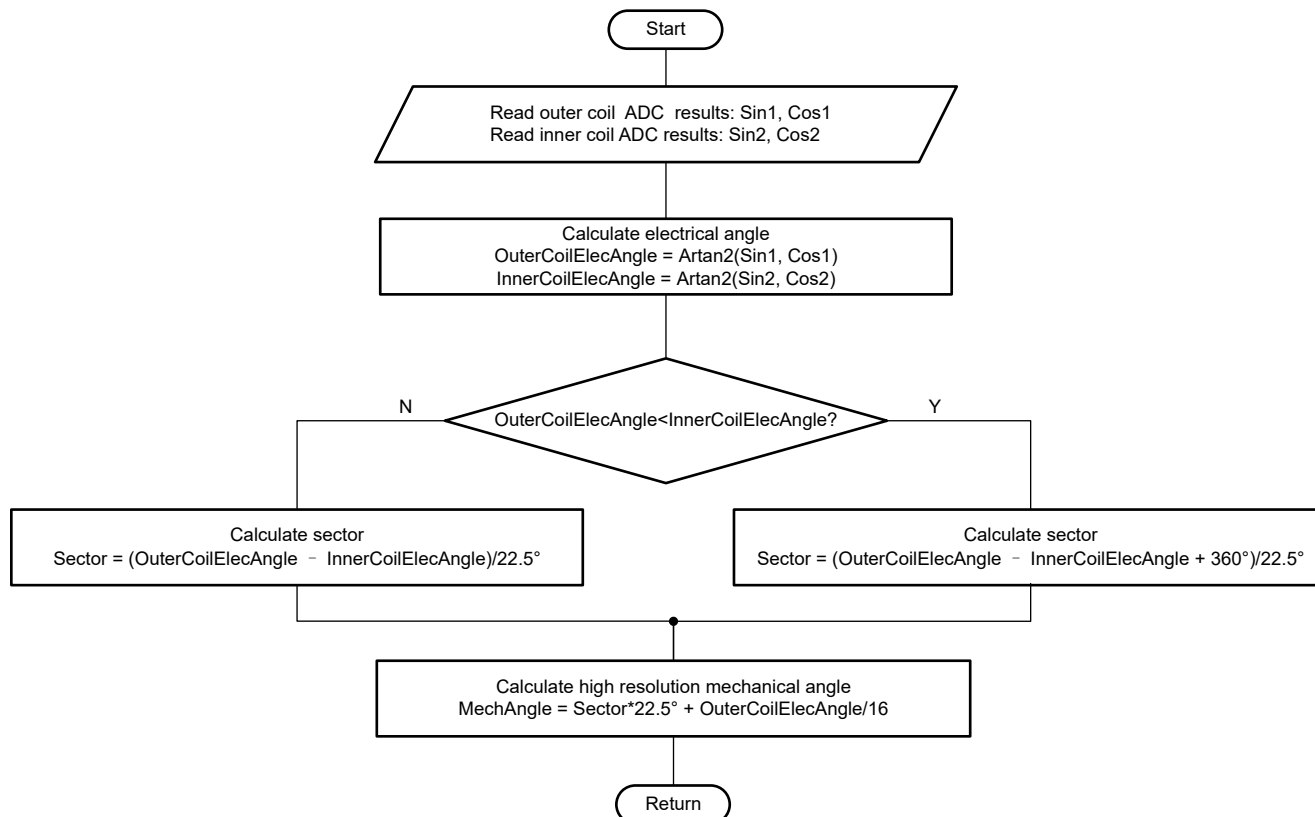 Start
Read outer coil  ADC  results: Sin1, Cos1
Read inner coil ADC results: Sin2, Cos2
Calculate electrical angle
OuterCoilElecAngle = Artan2(Sin1, Cos1)
InnerCoilElecAngle = Artan2(Sin2, Cos2)
OuterCoilElecAngle<InnerCoilElecAngle?
N
Y
Calculate sector
Sector = (OuterCoilElecAngle – InnerCoilElecAngle)/22.5°
Calculate sector
Sector = (OuterCoilElecAngle – InnerCoilElecAngle + 360°)/22.5°
Calculate high resolution mechanical angle
MechAngle = Sector*22.5° + OuterCoilElecAngle/16
Return